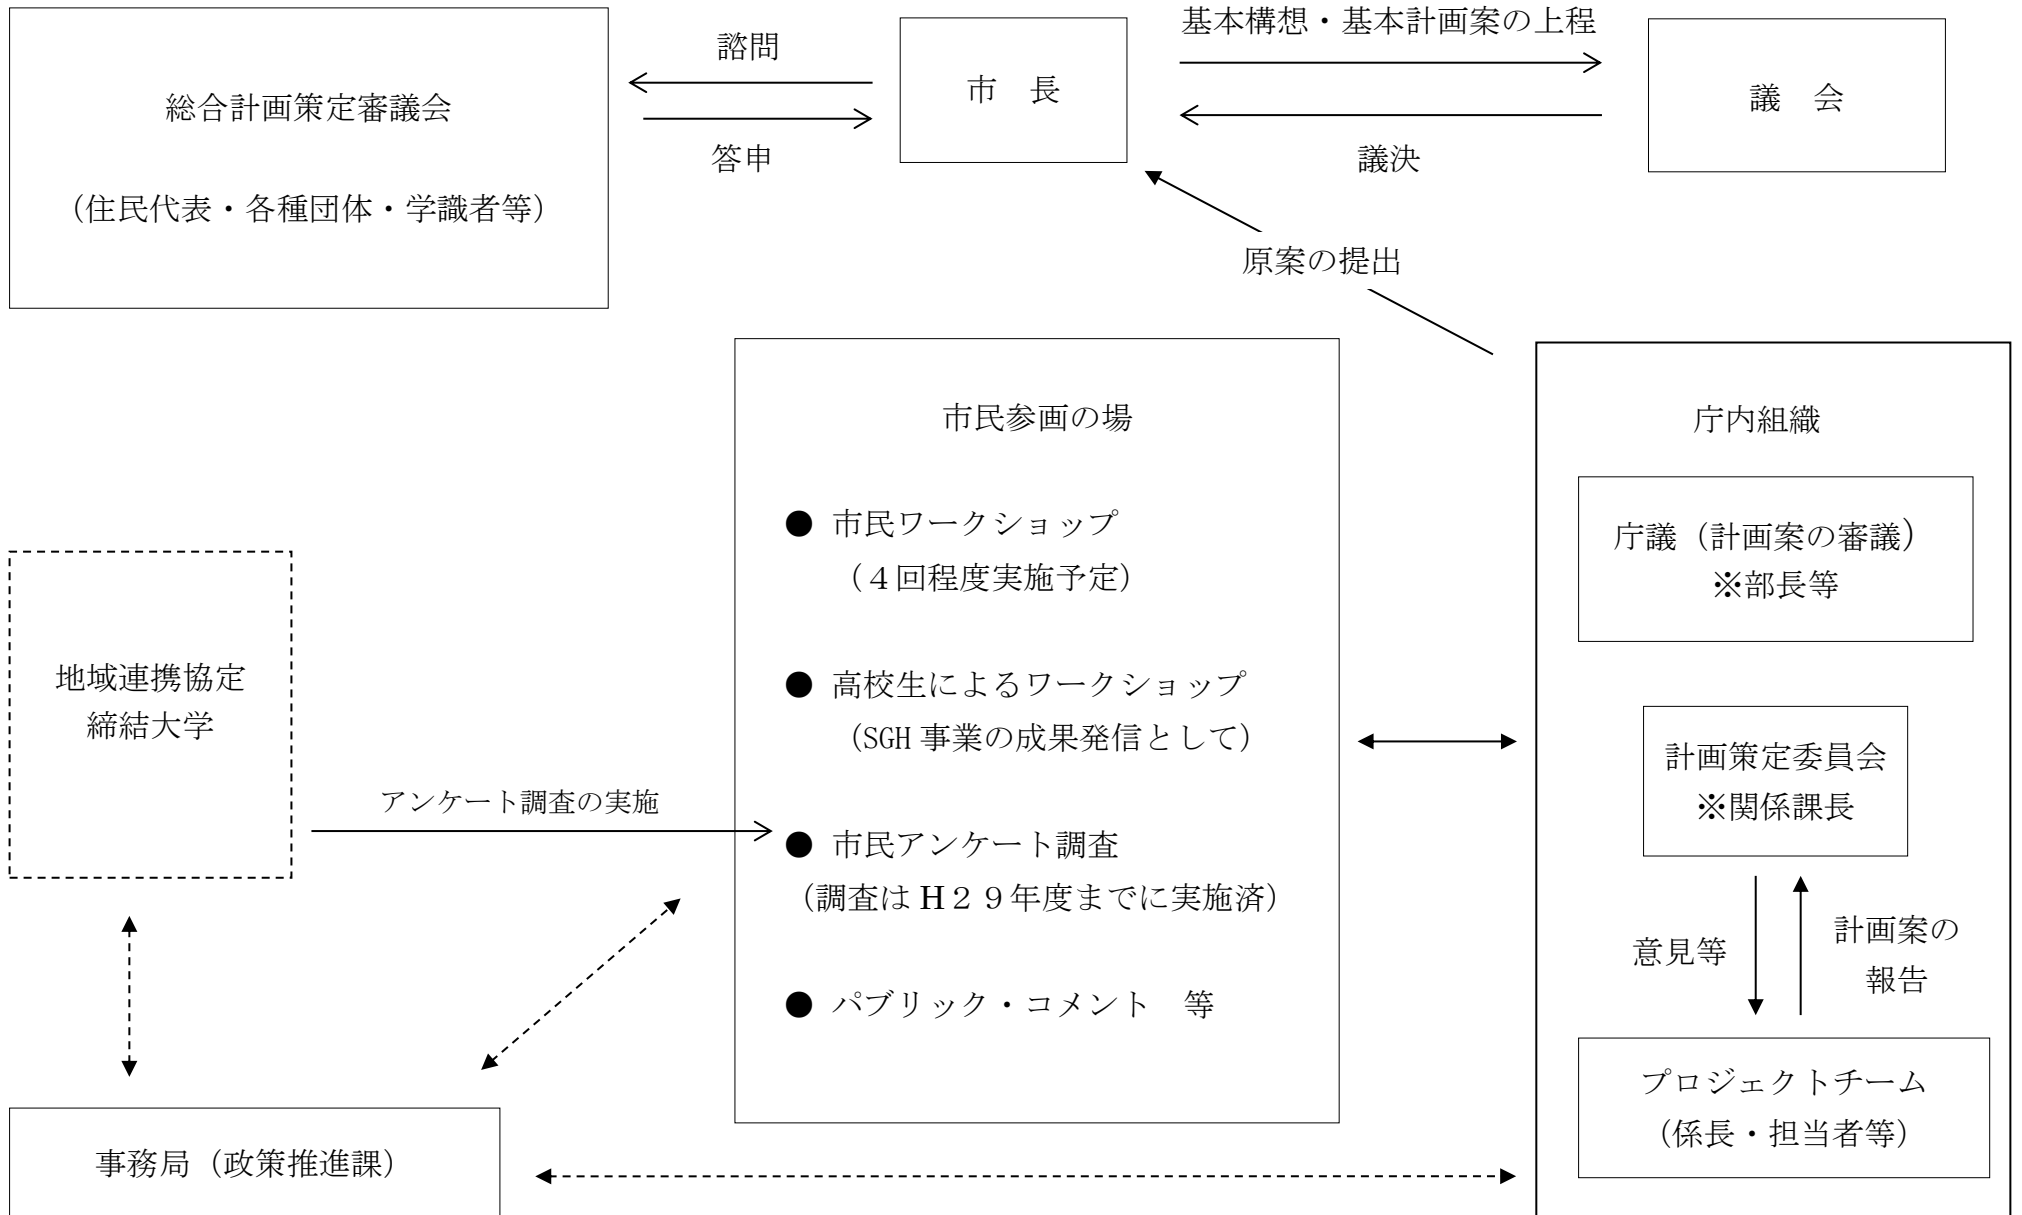 基本構想・基本計画案の上程
諮問
市　長
議　会
総合計画策定審議会
答申
議決
（住民代表・各種団体・学識者等）
原案の提出
市民参画の場
庁内組織
● 市民ワークショップ
（４回程度実施予定）
庁議（計画案の審議）
※部長等
地域連携協定
締結大学
● 高校生によるワークショップ
（SGH 事業の成果発信として）
計画策定委員会
※関係課長
アンケート調査の実施
● 市民アンケート調査
（調査は H２９年度までに実施済）
意見等
計画案の
報告
● パブリック・コメント　等
プロジェクトチーム
（係長・担当者等）
事務局（政策推進課）